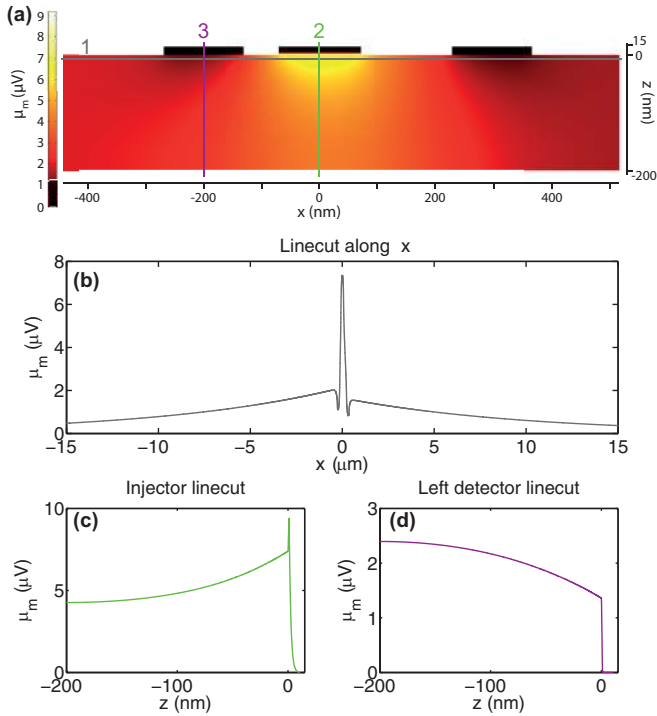 (a)
9
8
7
6
5
4
3
2
1
0
μm (μV)
1
3
2
15
0
-200
z (nm)
-400
-200
0
200
400
x (nm)
Linecut along x
(b)
8
6
4
2
0
μm (μV)
−15
−10
−5
0
5
10
15
x (μm)
Injector linecut
(c)
10
5
0
μm (μV)
−200
−100
0
z (nm)
Left detector linecut
(d)
3
2
1
0
μm (μV)
−200
−100
0
z (nm)